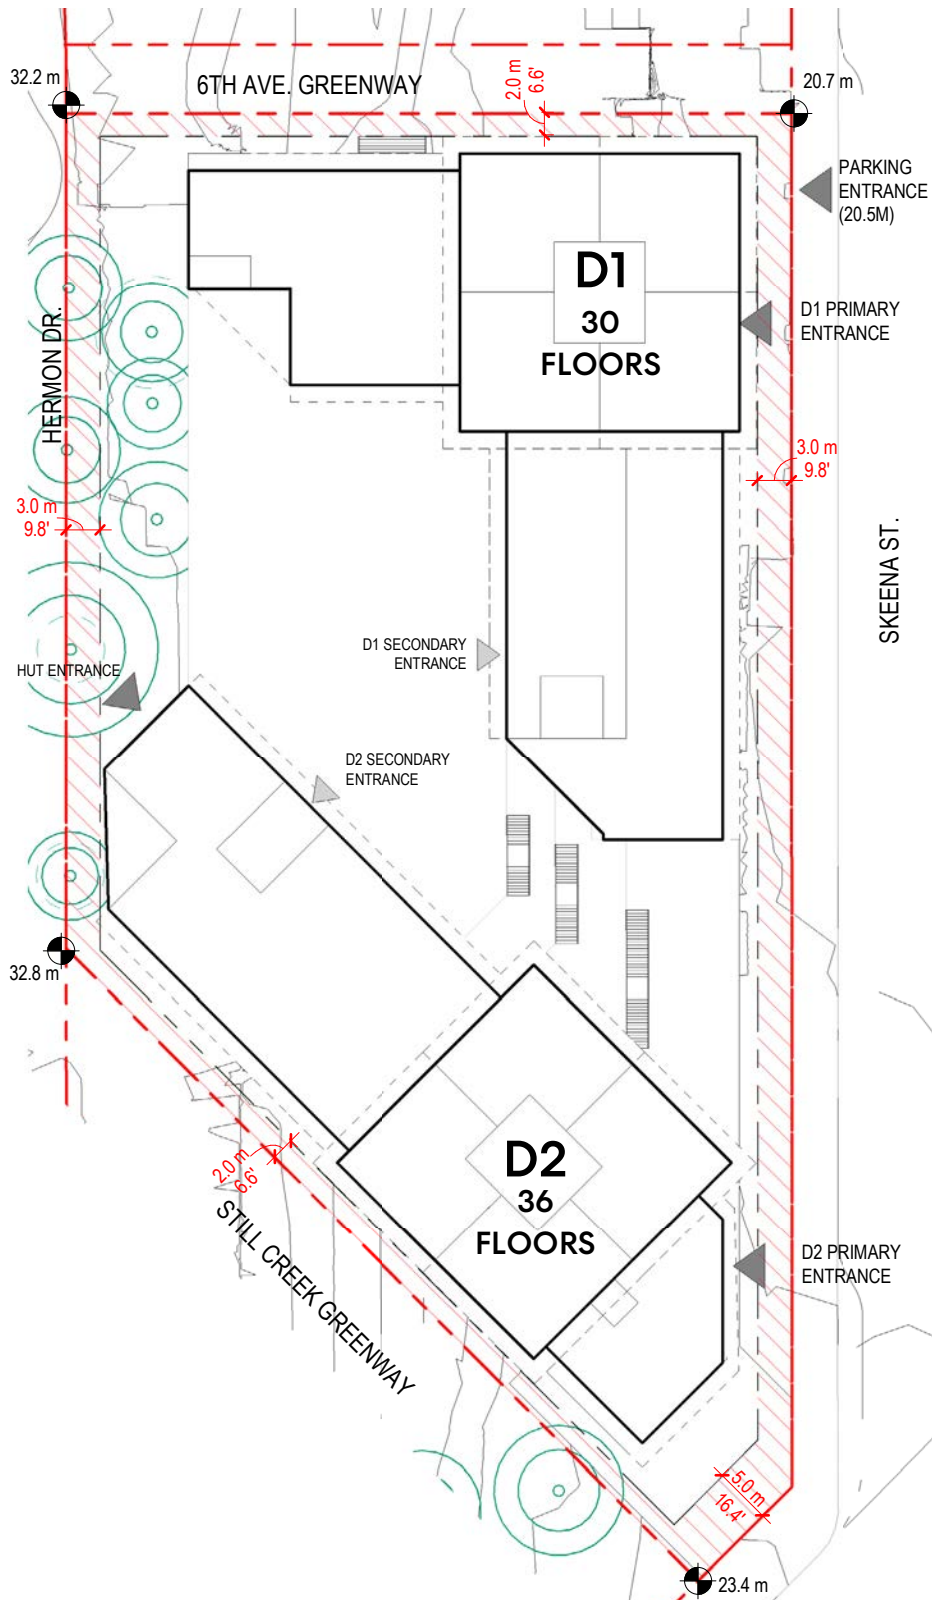 32.2 m
6TH AVE. GREENWAY
2.0 m
6.6'
20.7 m
PARKING
ENTRANCE
(20.5M)
D1
30
FLOORS
D1 PRIMARY
ENTRANCE
HERMON DR.
3.0 m
9.8'
3.0 m
9.8'
SKEENA ST.
D1 SECONDARY
ENTRANCE
HUT ENTRANCE
D2 SECONDARY
ENTRANCE
32.8 m
2.0 m
6.6'
STILL CREEK GREENWAY
D2
36
FLOORS
D2 PRIMARY
ENTRANCE
5.0 m
16.4'
23.4 m